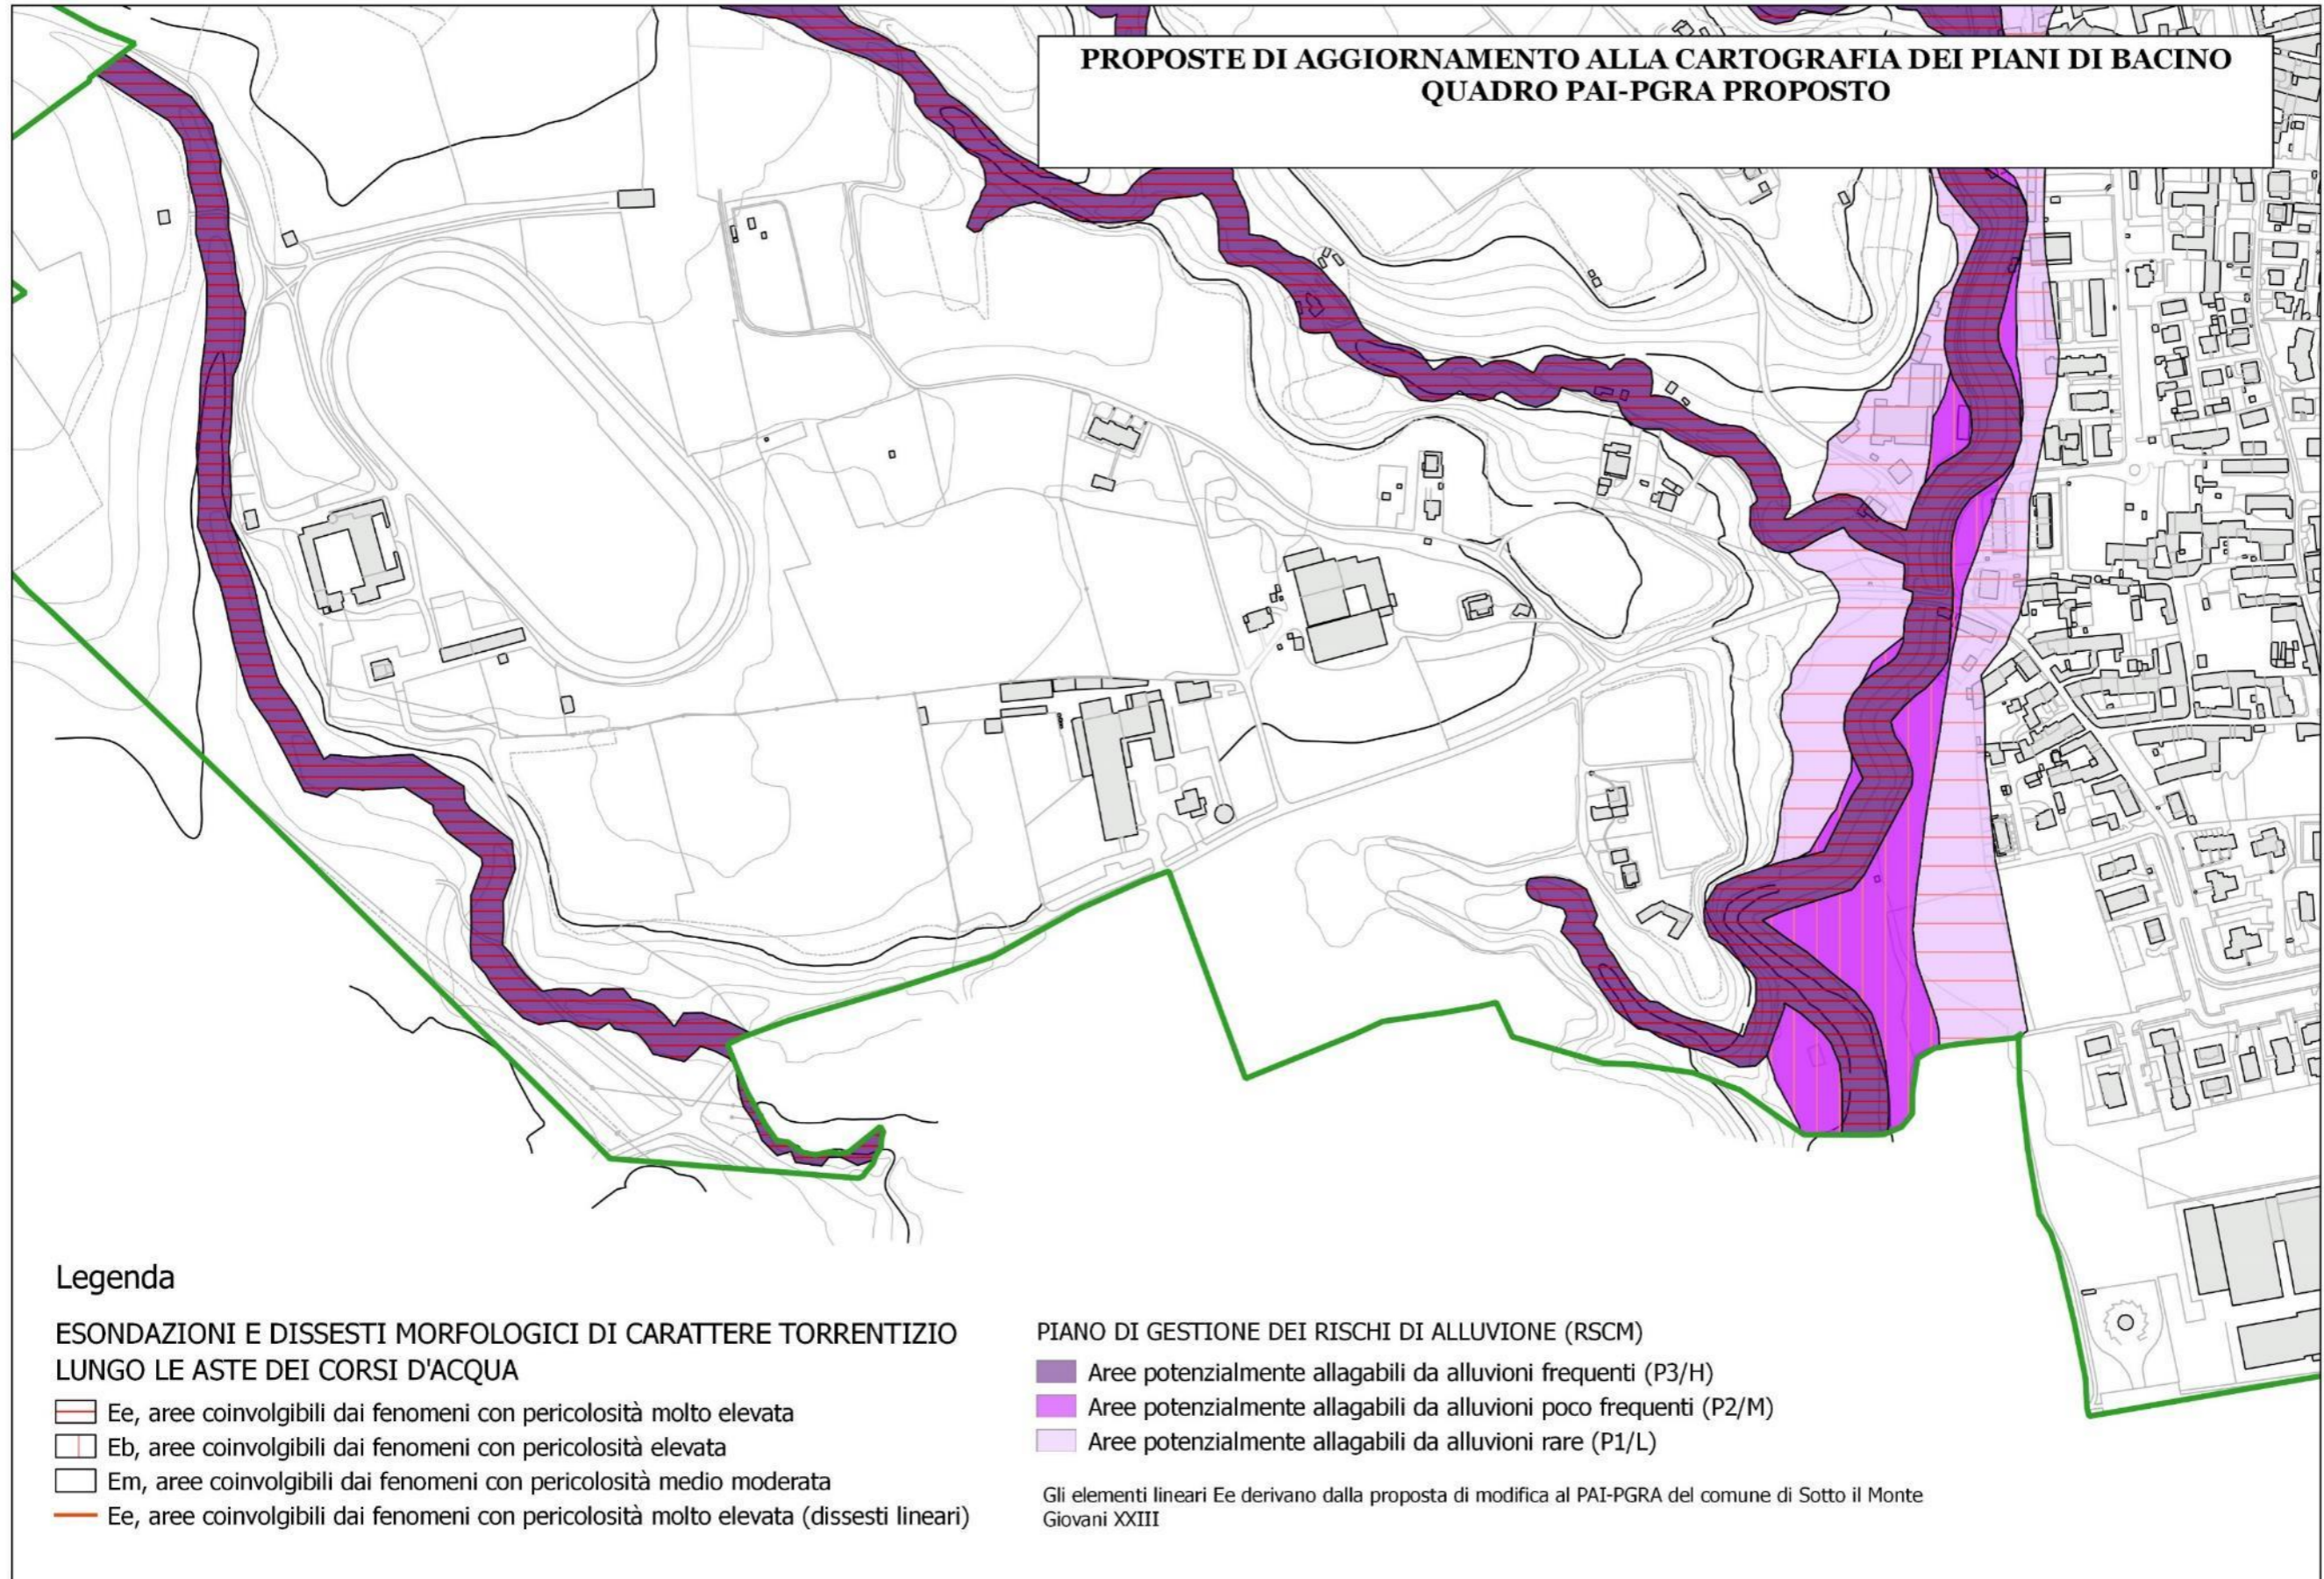 PROPOSTE DI AGGIORNAMENTO ALLA CARTOGRAFIA DEI PIANI DI BACINO
QUADRO PAI-PGRA PROPOSTO
Legenda
ESONDAZIONI E DISSESTI MORFOLOGICI DI CARATTERE TORRENTIZIO
LUNGO LE ASTE DEI CORSI D'ACQUA
Ee, aree coinvolgibili dai fenomeni con pericolosità molto elevata
Eb, aree coinvolgibili dai fenomeni con pericolosità elevata
Em, aree coinvolgibili dai fenomeni con pericolosità medio moderata
Ee, aree coinvolgibili dai fenomeni con pericolosità molto elevata (dissesti lineari)
PIANO DI GESTIONE DEI RISCHI DI ALLUVIONE (RSCM)
Aree potenzialmente allagabili da alluvioni frequenti (P3/H)
Aree potenzialmente allagabili da alluvioni poco frequenti (P2/M)
Aree potenzialmente allagabili da alluvioni rare (P1/L)
Gli elementi lineari Ee derivano dalla proposta di modifica al PAI-PGRA del comune di Sotto il Monte
Giovani XXIII